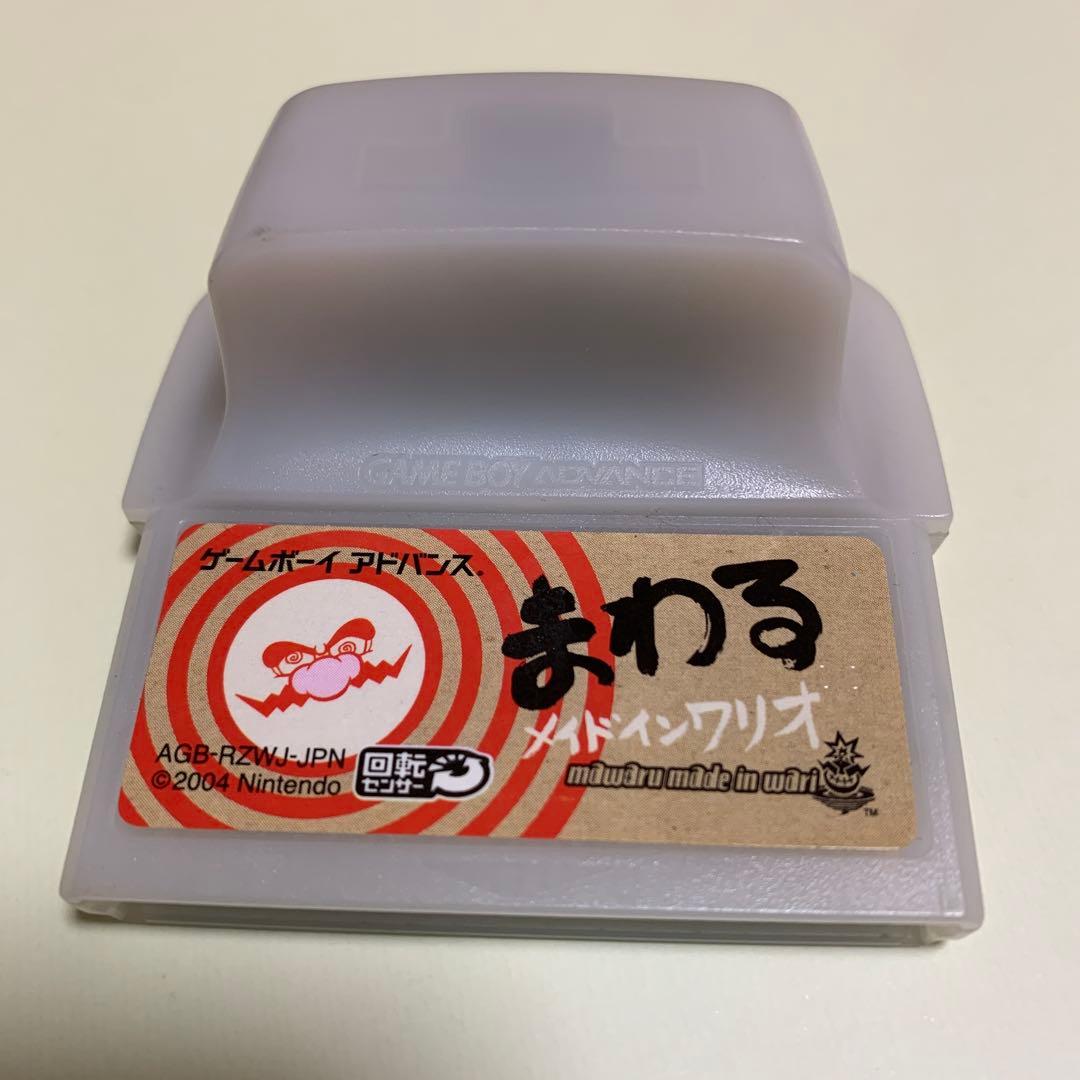 GAME BOY ADVANCE
ゲームボーイ アドバンス.
まわる
メイドインワリオ
mawaru made in wario
AGB-RZWJ-JPN
©2004 Nintendo
回転
センサー
TM